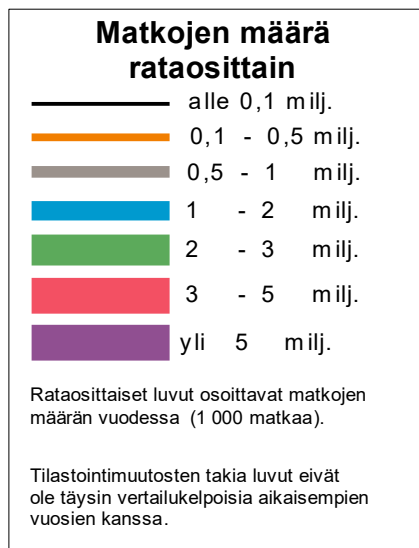 Matkojen määrä
rataosittain
alle 0,1 milj.
0,1 - 0,5 milj.
0,5 - 1 milj.
1 - 2 milj.
2 - 3 milj.
3 - 5 milj.
yli 5 milj.
Rataosittaiset luvut osoittavat matkojen
määrän vuodessa (1 000 matkaa).
Tilastointimuutosten takia luvut eivät
ole täysin vertailukelpoisia aikaisempien
vuosien kanssa.